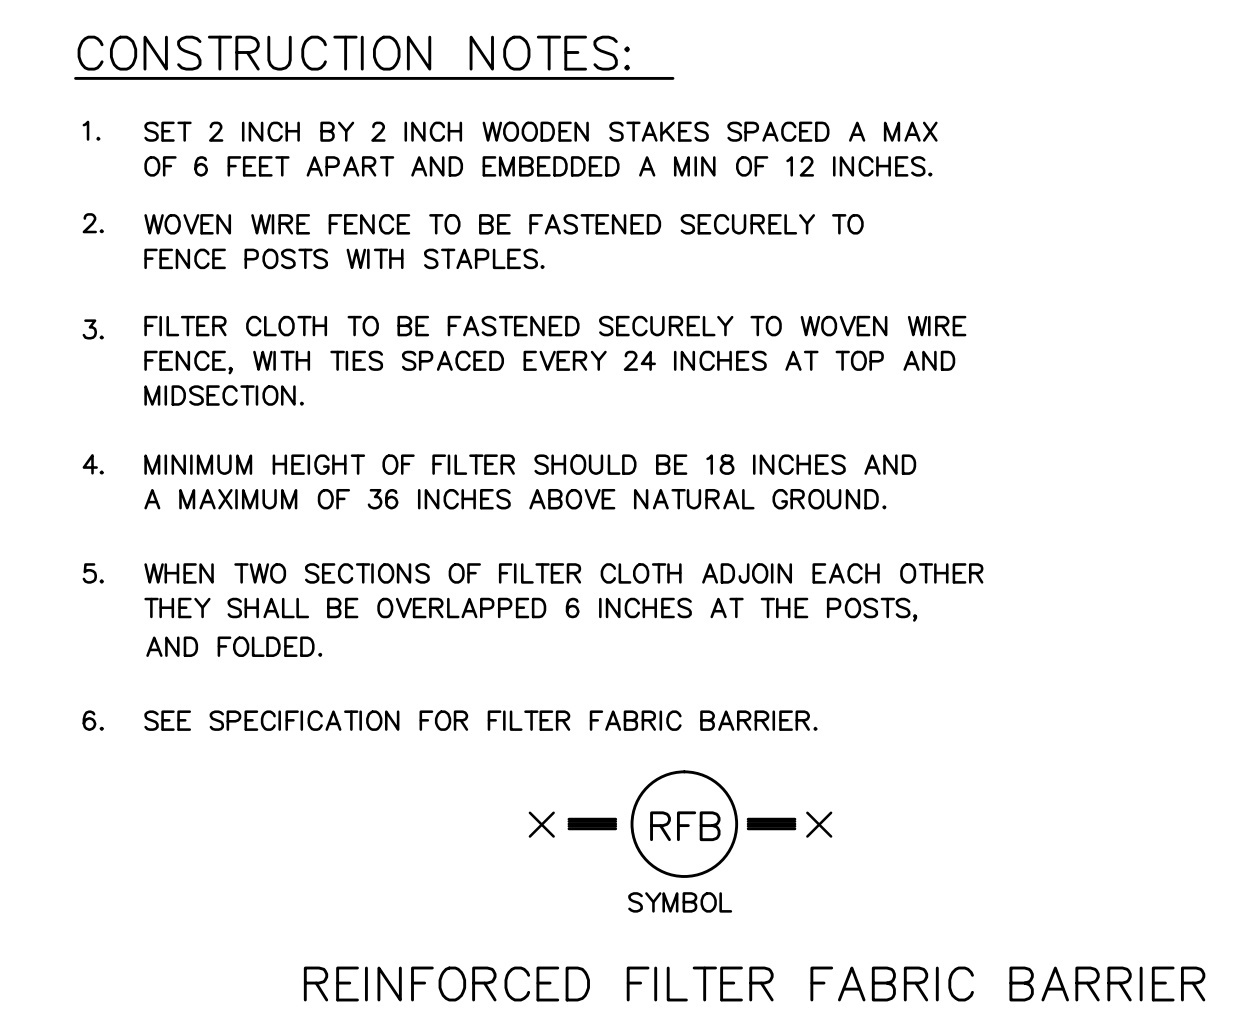 CONSTRUCTION NOTES:
1. SET 2 INCH BY 2 INCH WOODEN STAKES SPACED A MAX
OF 6 FEET APART AND EMBEDDED A MIN OF 12 INCHES.
2. WOVEN WIRE FENCE TO BE FASTENED SECURELY TO
FENCE POSTS WITH STAPLES.
3. FILTER CLOTH TO BE FASTENED SECURELY TO WOVEN WIRE
FENCE, WITH TIES SPACED EVERY 24 INCHES AT TOP AND
MIDSECTION.
4. MINIMUM HEIGHT OF FILTER SHOULD BE 18 INCHES AND
A MAXIMUM OF 36 INCHES ABOVE NATURAL GROUND.
5. WHEN TWO SECTIONS OF FILTER CLOTH ADJOIN EACH OTHER
THEY SHALL BE OVERLAPPED 6 INCHES AT THE POSTS,
AND FOLDED.
6. SEE SPECIFICATION FOR FILTER FABRIC BARRIER.
RFB
SYMBOL
REINFORCED FILTER FABRIC BARRIER